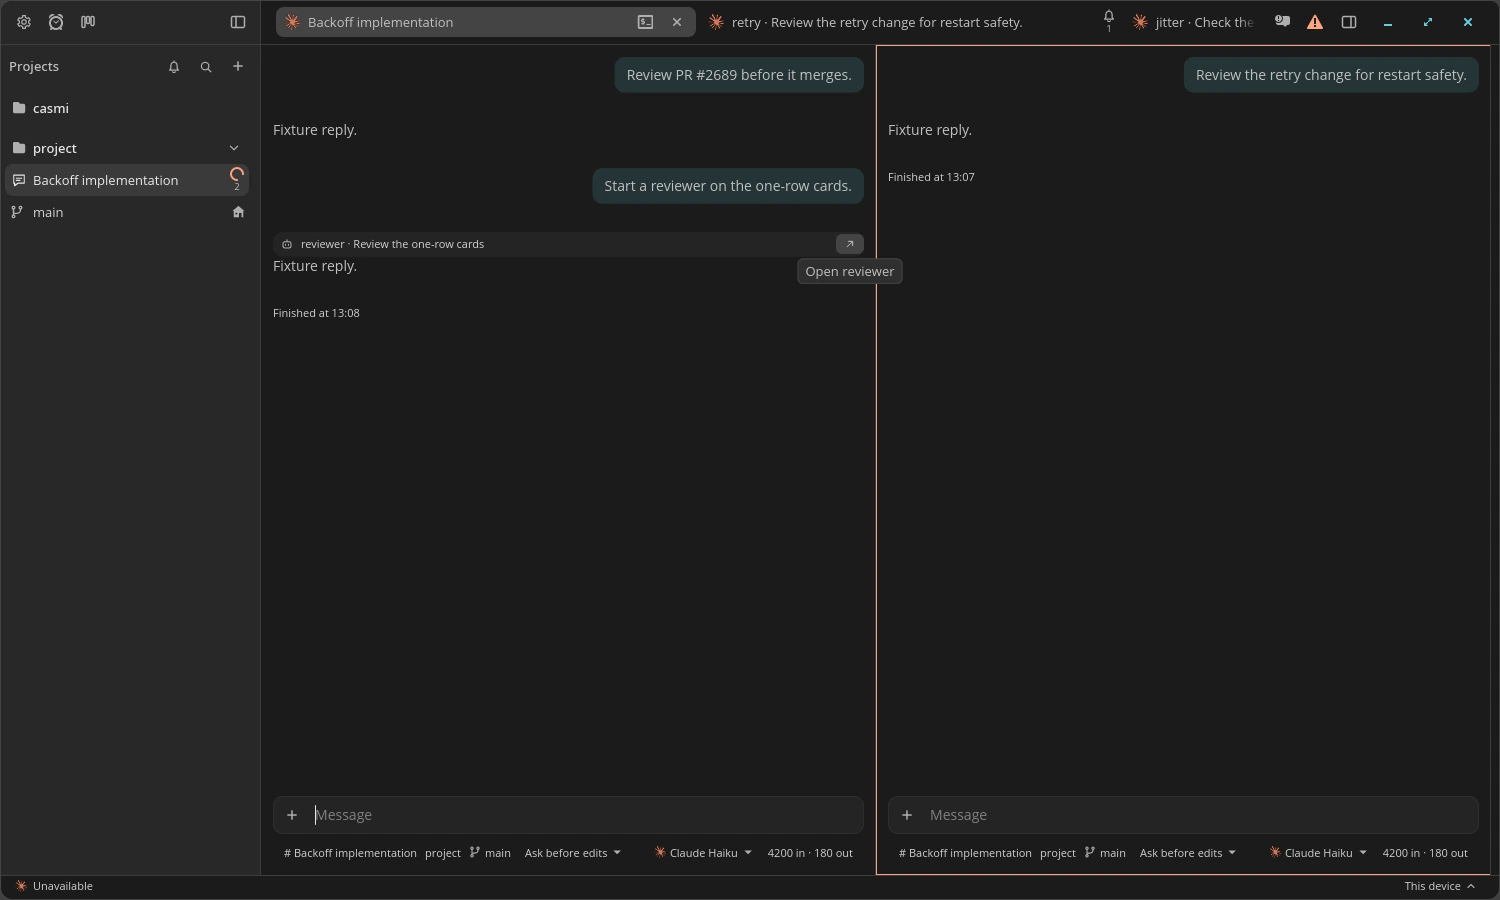 Backoff implementation
retry · Review the retry change for restart safety.
1
jitter · Check the
Projects
casmi
project
Backoff implementation
2
main
Review PR #2689 before it merges.
Fixture reply.
Start a reviewer on the one-row cards.
reviewer · Review the one-row cards
Open reviewer
Fixture reply.
Finished at 13:08
Message
# Backoff implementation project main Ask before edits Claude Haiku 4200 in · 180 out
Review the retry change for restart safety.
Fixture reply.
Finished at 13:07
Message
# Backoff implementation project main Ask before edits Claude Haiku 4200 in · 180 out
Unavailable
This device